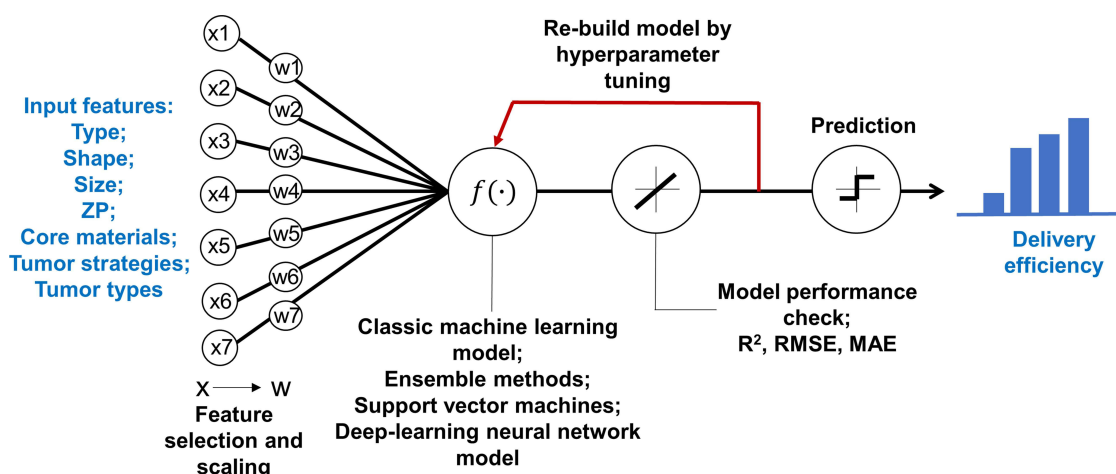 Input features:
Type;
Shape;
Size;
ZP;
Core materials;
Tumor strategies;
Tumor types
x1
x2
x3
x4
x5
x6
x7
w1
w2
w3
w4
w5
w6
w7
x → w
Feature
selection and
scaling
f(·)
Classic machine learning
model;
Ensemble methods;
Support vector machines;
Deep-learning neural network
model
Re-build model by
hyperparameter
tuning
Model performance
check;
R², RMSE, MAE
Prediction
Delivery
efficiency